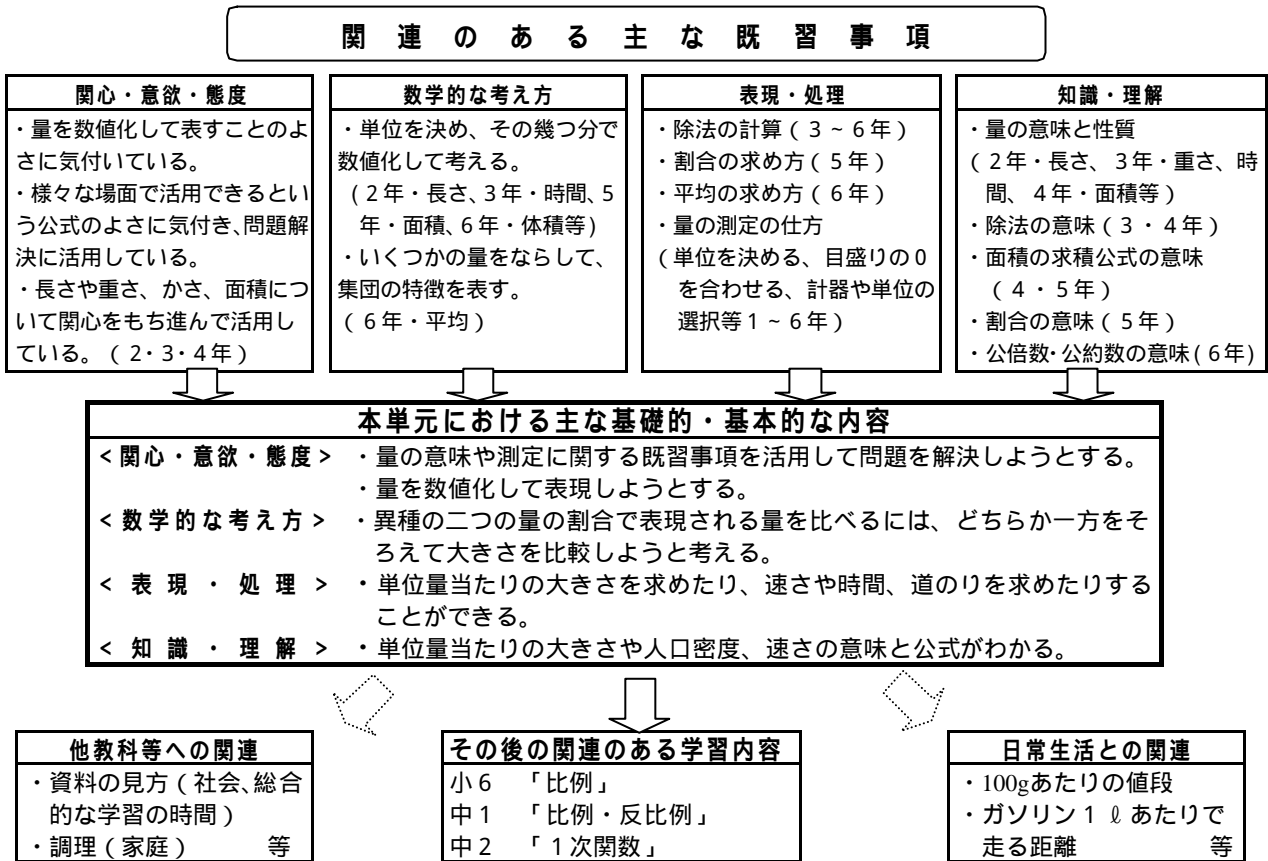 関連のある主な既習事項
関心・意欲・態度
・量を数値化して表すことのよ
さに気付いている。
・様々な場面で活用できるとい
う公式のよさに気付き、問題解
決に活用している。
・長さや重さ、かさ、面積につ
いて関心をもち進んで活用し
ている。（２・３・４年）
数学的な考え方
・単位を決め、その幾つ分で
数値化して考える。
（２年・長さ、３年・時間、５
年・面積、６年・体積等）
・いくつかの量をならして、
集団の特徴を表す。
（６年・平均）
表現・処理
・除法の計算（３～６年）
・割合の求め方（５年）
・平均の求め方（６年）
・量の測定の仕方
（単位を決める、目盛りの０
を合わせる、計器や単位の
選択等１～６年）
知識・理解
・量の意味と性質
（２年・長さ、３年・重さ、時
間、４年・面積等）
・除法の意味（３・４年）
・面積の求積公式の意味
（４・５年）
・割合の意味（５年）
・公倍数・公約数の意味（６年）
本単元における主な基礎的・基本的な内容
＜関心・意欲・態度＞ ・量の意味や測定に関する既習事項を活用して問題を解決しようとする。
・量を数値化して表現しようとする。
＜数学的な考え方＞ ・異種の二つの量の割合で表現される量を比べるには、どちらか一方をそ
ろえて大きさを比較しようと考える。
＜表現・処理＞ ・単位量当たりの大きさを求めたり、速さや時間、道のりを求めたりする
ことができる。
＜知識・理解＞ ・単位量当たりの大きさや人口密度、速さの意味と公式がわかる。
他教科等への関連
・資料の見方（社会、総合
的な学習の時間）
・調理（家庭） 等
その後の関連のある学習内容
小６ 「比例」
中１ 「比例・反比例」
中２ 「１次関数」
日常生活との関連
・100gあたりの値段
・ガソリン１ℓあたりで
走る距離 等